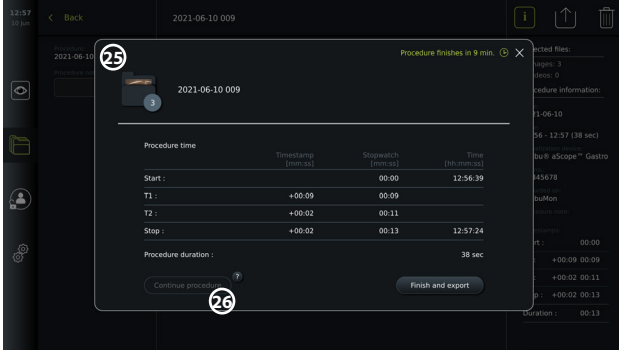 12:57
10 Jun
Back
2021-06-10 009
i
25
Procedure finishes in 9 min.
3
2021-06-10 009
Procedure time
Timestamp [mm:ss]
Stopwatch [mm:ss]
Time [hh:mm:ss]
Start : 00:00 12:56:39
T1 : +00:09 00:09
T2 : +00:02 00:11
Stop : +00:02 00:13 12:57:24
Procedure duration : 38 sec
Continue procedure
?
26
Finish and export
Procedure
2021-06-10
ected files:
mages: 3
deos: 0
cedure information:
21-06-10
56 - 12:57 (38 sec)
bu® aScope™ Gastro
345678
buMon
rt : 00:00
+00:09 00:09
+00:02 00:11
p : +00:02 00:13
Duration : 00:13